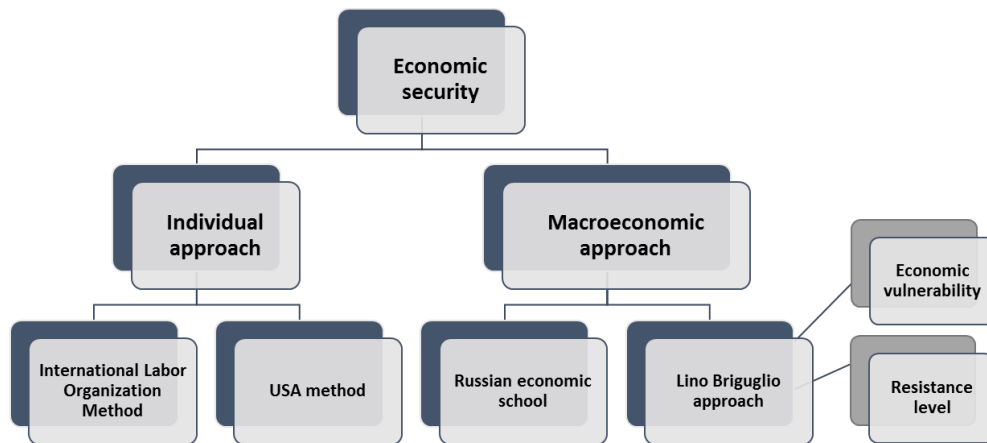 Economic
security
Individual
approach
Macroeconomic
approach
Economic
vulnerability
International Labor
Organization
Method
USA method
Russian economic
school
Lino Briguglio
approach
Resistance
level